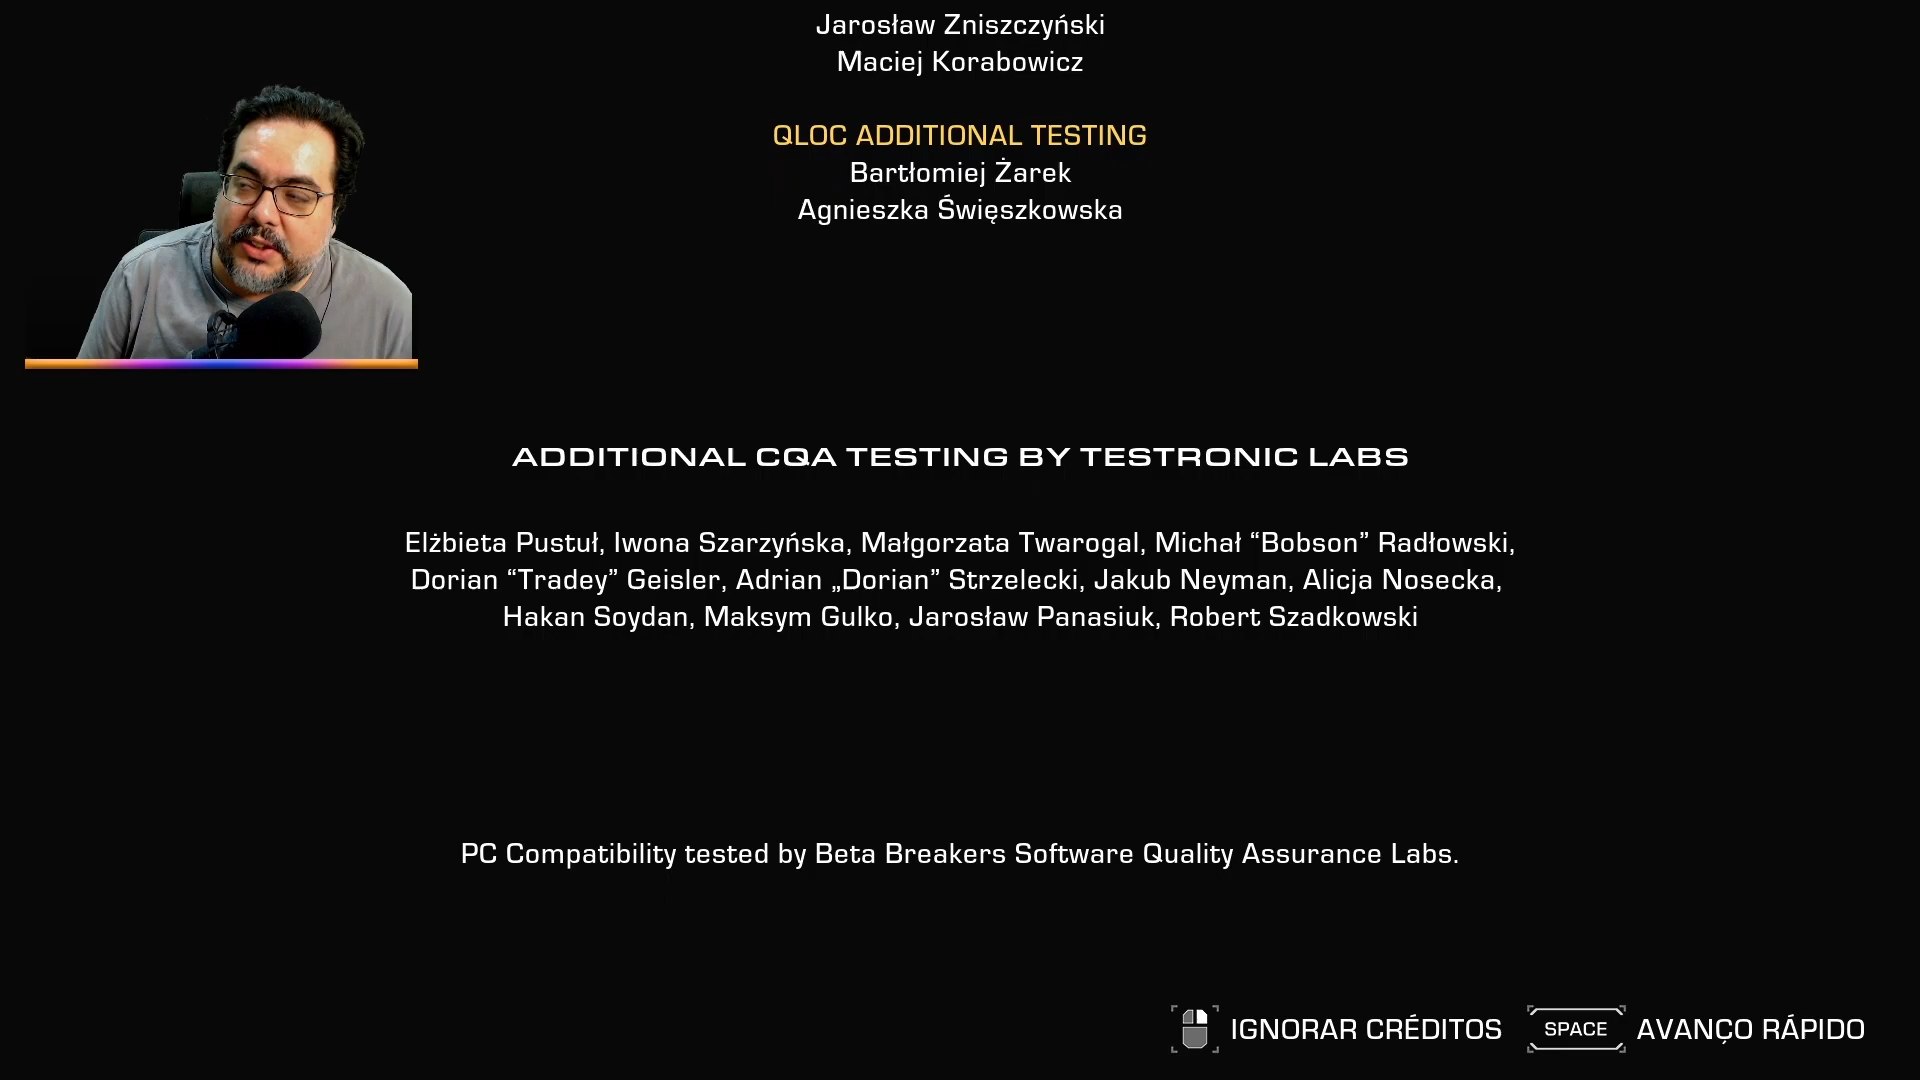 Jarosław Zniszczyński
Maciej Korabowicz
QLOC ADDITIONAL TESTING
Bartłomiej Żarek
Agnieszka Święszkowska
ADDITIONAL CQA TESTING BY TESTRONIC LABS
Elżbieta Pustuł, Iwona Szarzyńska, Małgorzata Twarogal, Michał “Bobson” Radłowski,
Dorian “Tradey” Geisler, Adrian „Dorian” Strzelecki, Jakub Neyman, Alicja Nosecka,
Hakan Soydan, Maksym Gulko, Jarosław Panasiuk, Robert Szadkowski
PC Compatibility tested by Beta Breakers Software Quality Assurance Labs.
IGNORAR CRÉDITOS SPACE AVANÇO RÁPIDO